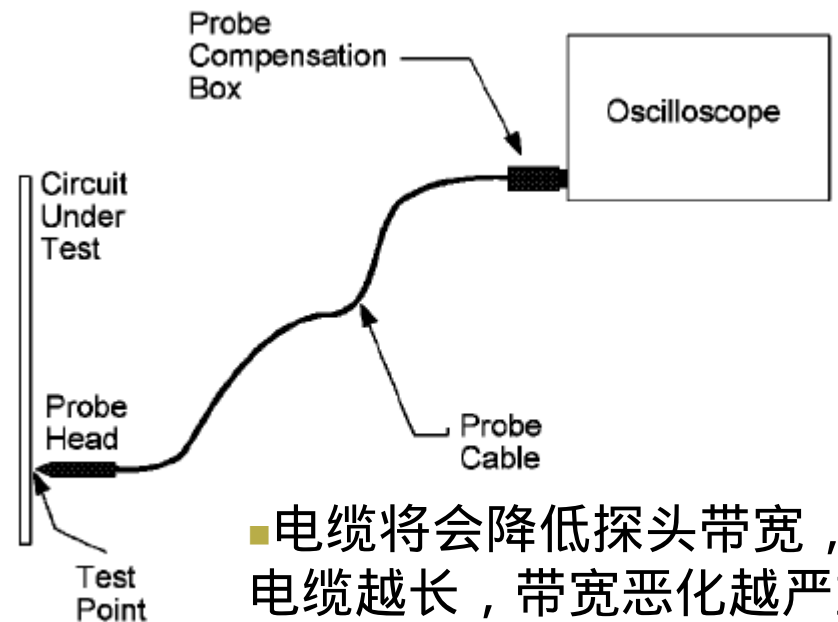 Probe
Compensation
Box
Oscilloscope
Circuit
Under
Test
Probe
Head
Probe
Cable
Test
Point
电缆将会降低探头带宽，
电缆越长，带宽恶化越严